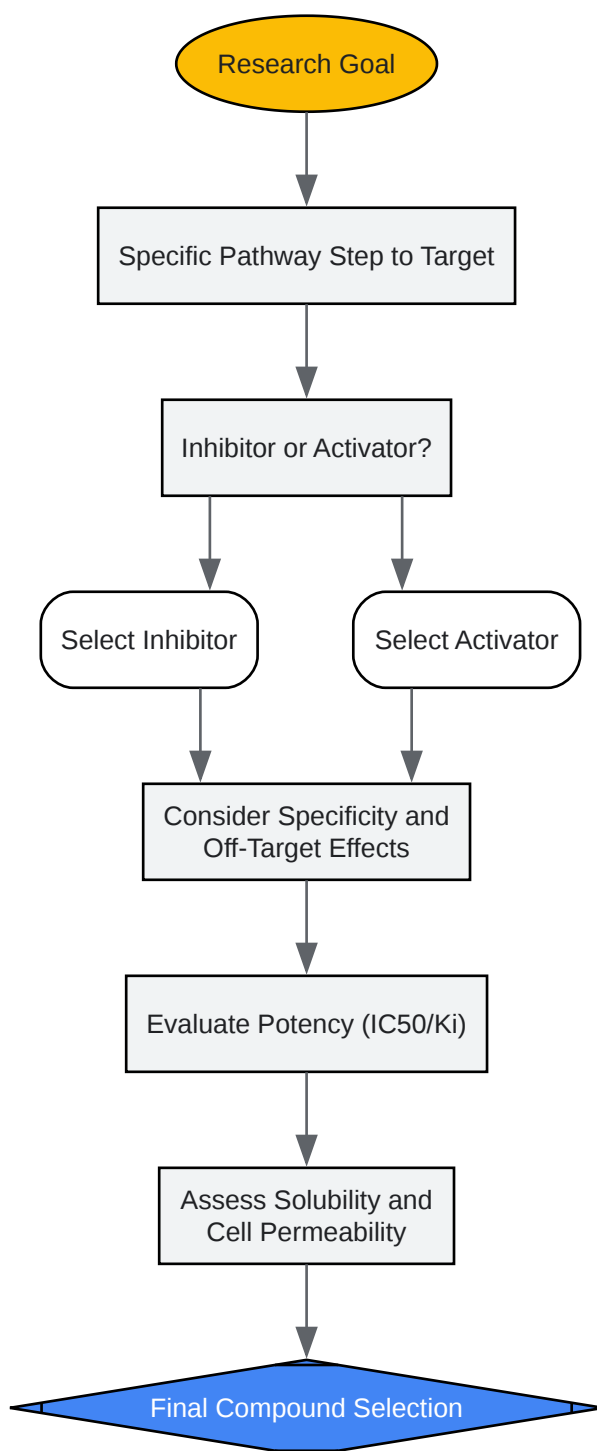 Research Goal
Specific Pathway Step to Target
Inhibitor or Activator?
Select Inhibitor
Select Activator
Consider Specificity and
Off-Target Effects
Evaluate Potency (IC50/Ki)
Assess Solubility and
Cell Permeability
Final Compound Selection